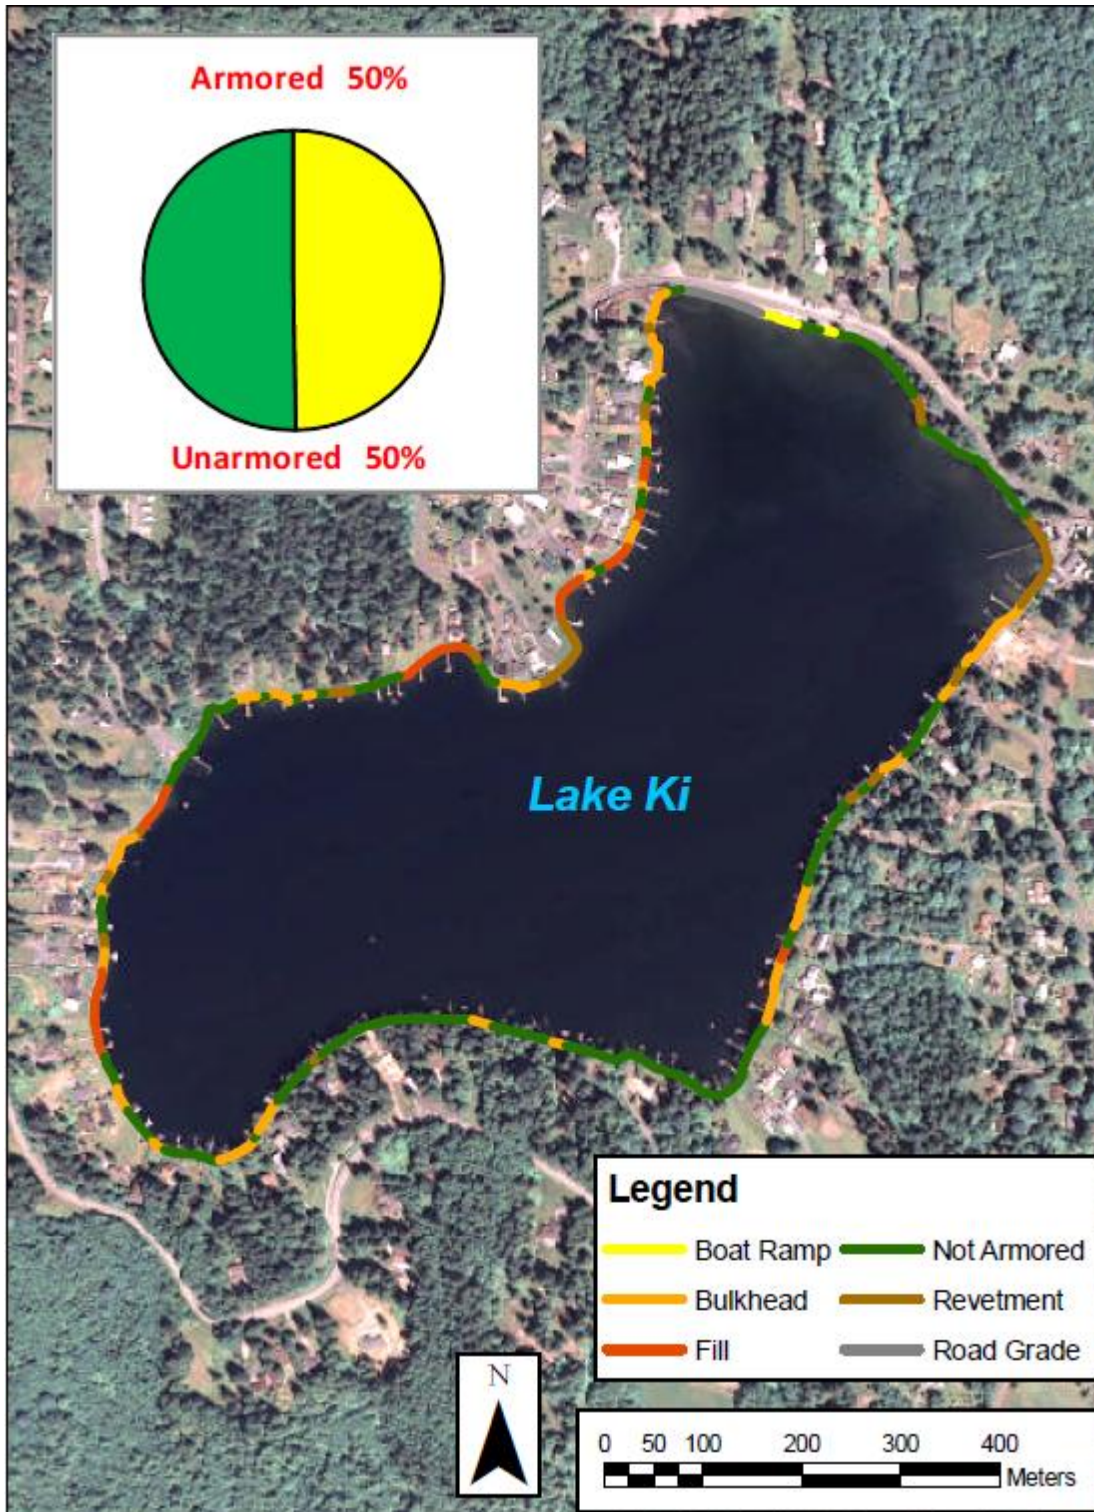 Armored 50%
Unarmored 50%
Lake Ki
Legend
Boat Ramp
Not Armored
Bulkhead
Revetment
Fill
Road Grade
N
0 50 100 200 300 400
Meters